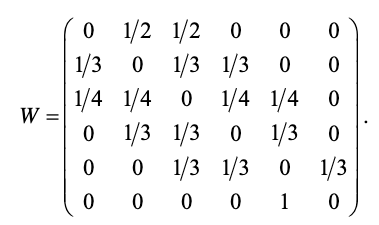 0 1/2 1/2 0 0 0
1/3 0 1/3 1/3 0 0
1/4 1/4 0 1/4 1/4 0
W = 0 1/3 1/3 0 1/3 0 .
0 0 1/3 1/3 0 1/3
0 0 0 0 1 0